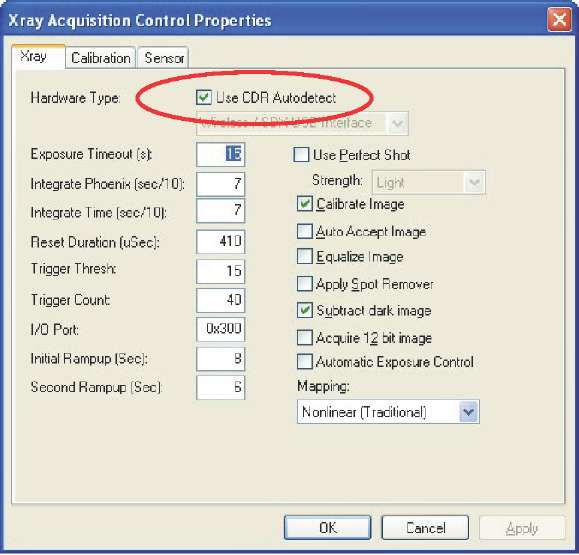 Xray Acquisition Control Properties
Xray Calibration Sensor
Hardware Type: Use CDR Autodetect
Wireless / CDR USB Interface
Exposure Timeout (s): 15 Use Perfect Shot
Integrate Phoenix (sec/10): 7 Strength: Light
Integrate Time (sec/10): 7 Calibrate Image
Reset Duration (uSec): 410 Auto Accept Image
Trigger Thresh: 15 Equalize Image
Trigger Count: 40 Apply Spot Remover
I/O Port: 0x300 Subtract dark image
Acquire 12 bit image
Initial Rampup (Sec): 8 Automatic Exposure Control
Second Rampup (Sec): 6 Mapping:
Nonlinear (Traditional)
OK Cancel Apply